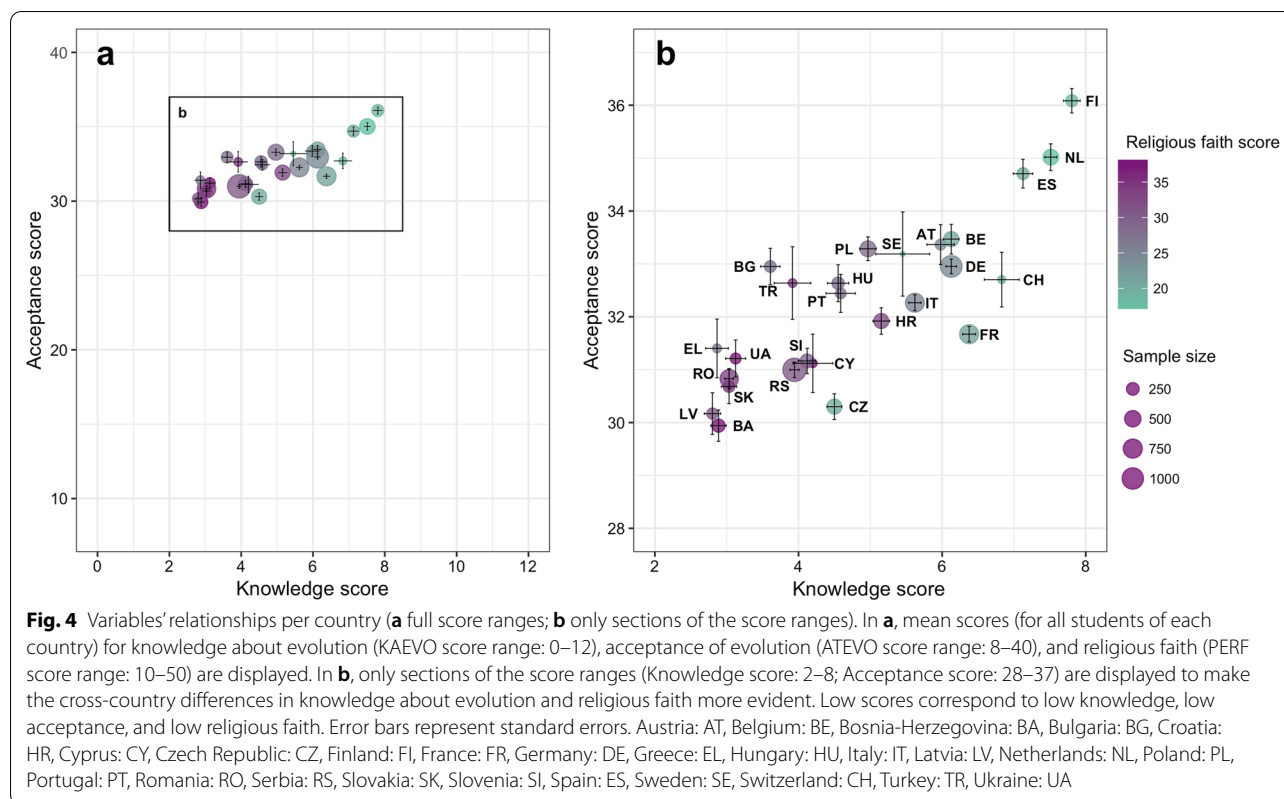 a
40
30
20
10
Acceptance score
b
0
2
4
6
8
10
12
Knowledge score
b
36
34
32
30
28
Acceptance score
FI
NL
ES
AT
BE
SE
PL
DE
BG
HU
CH
TR
PT
IT
HR
FR
EL
UA
SI
CY
RO
RS
SK
CZ
LV
BA
2
4
6
8
Knowledge score
Religious faith score
35
30
25
20
Sample size
250
500
750
1000
Fig. 4 Variables' relationships per country (a full score ranges; b only sections of the score ranges). In a, mean scores (for all students of each
country) for knowledge about evolution (KAEVO score range: 0–12), acceptance of evolution (ATEVO score range: 8–40), and religious faith (PERF
score range: 10–50) are displayed. In b, only sections of the score ranges (Knowledge score: 2–8; Acceptance score: 28–37) are displayed to make
the cross-country differences in knowledge about evolution and religious faith more evident. Low scores correspond to low knowledge, low
acceptance, and low religious faith. Error bars represent standard errors. Austria: AT, Belgium: BE, Bosnia-Herzegovina: BA, Bulgaria: BG, Croatia:
HR, Cyprus: CY, Czech Republic: CZ, Finland: FI, France: FR, Germany: DE, Greece: EL, Hungary: HU, Italy: IT, Latvia: LV, Netherlands: NL, Poland: PL,
Portugal: PT, Romania: RO, Serbia: RS, Slovakia: SK, Slovenia: SI, Spain: ES, Sweden: SE, Switzerland: CH, Turkey: TR, Ukraine: UA